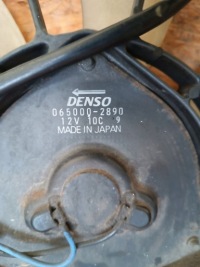 DENSO
065000-2890
12V 10C 9
MADE IN JAPAN